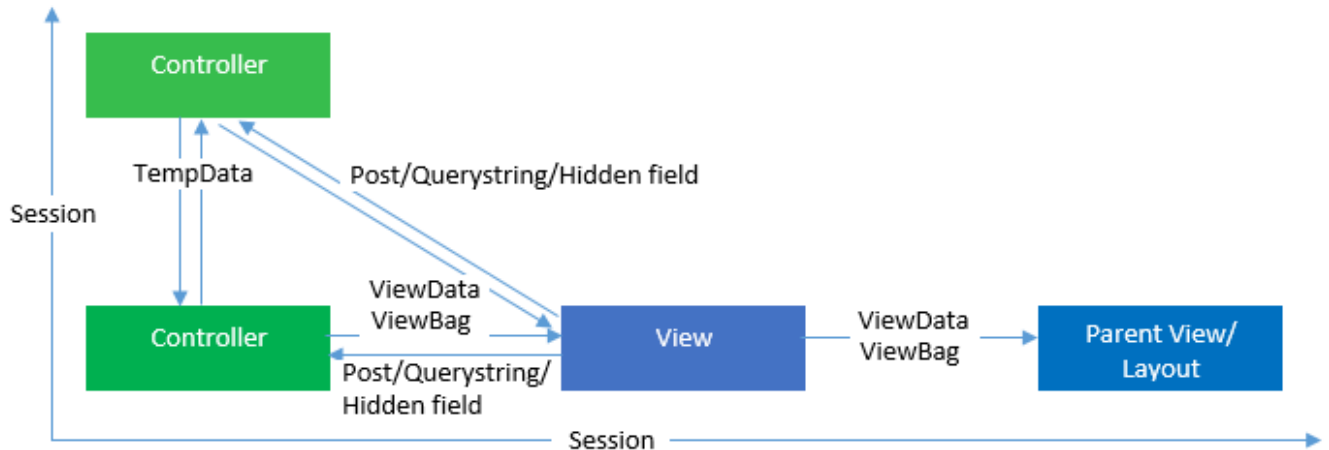 Controller
TempData
Post/Querystring/Hidden field
Session
Controller
ViewData
ViewBag
Post/Querystring/
Hidden field
View
ViewData
ViewBag
Parent View/
Layout
Session